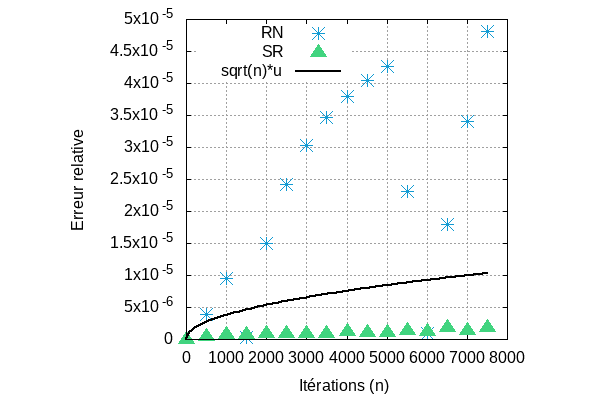 5x10 -5
4.5x10 -5
4x10 -5
3.5x10 -5
3x10 -5
2.5x10 -5
2x10 -5
1.5x10 -5
1x10 -5
5x10 -6
0
RN
SR
sqrt(n)*u
Erreur relative
0 1000 2000 3000 4000 5000 6000 7000 8000
Itérations (n)